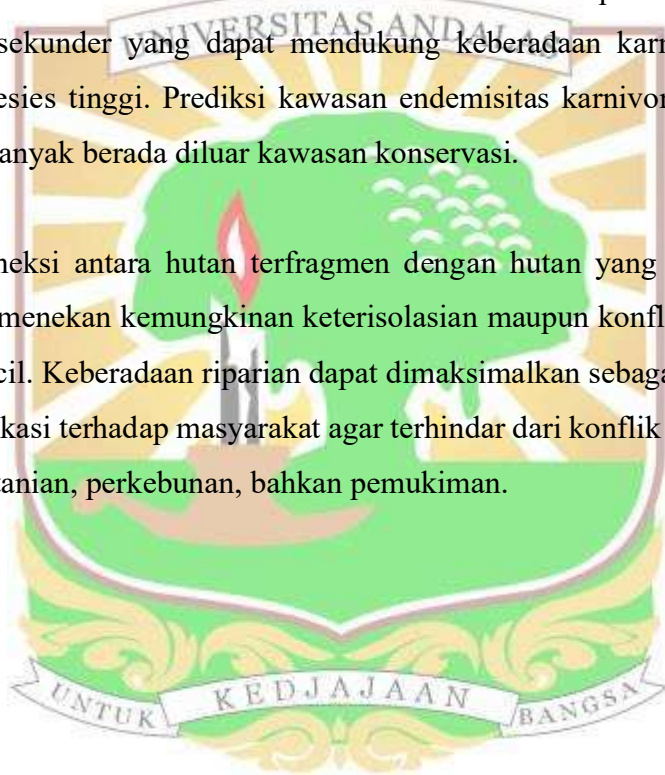 UNIVERSITAS ANDALAS
sekunder yang dapat mendukung keberadaan karn
esies tinggi. Prediksi kawasan endemisitas karnivor
anyak berada diluar kawasan konservasi.
neksi antara hutan terfragmen dengan hutan yang
menekan kemungkinan keterisolasian maupun konfl
cil. Keberadaan riparian dapat dimaksimalkan sebaga
kasi terhadap masyarakat agar terhindar dari konflik
tanian, perkebunan, bahkan pemukiman.
UNTUK KEDJAJAAN BANGSA